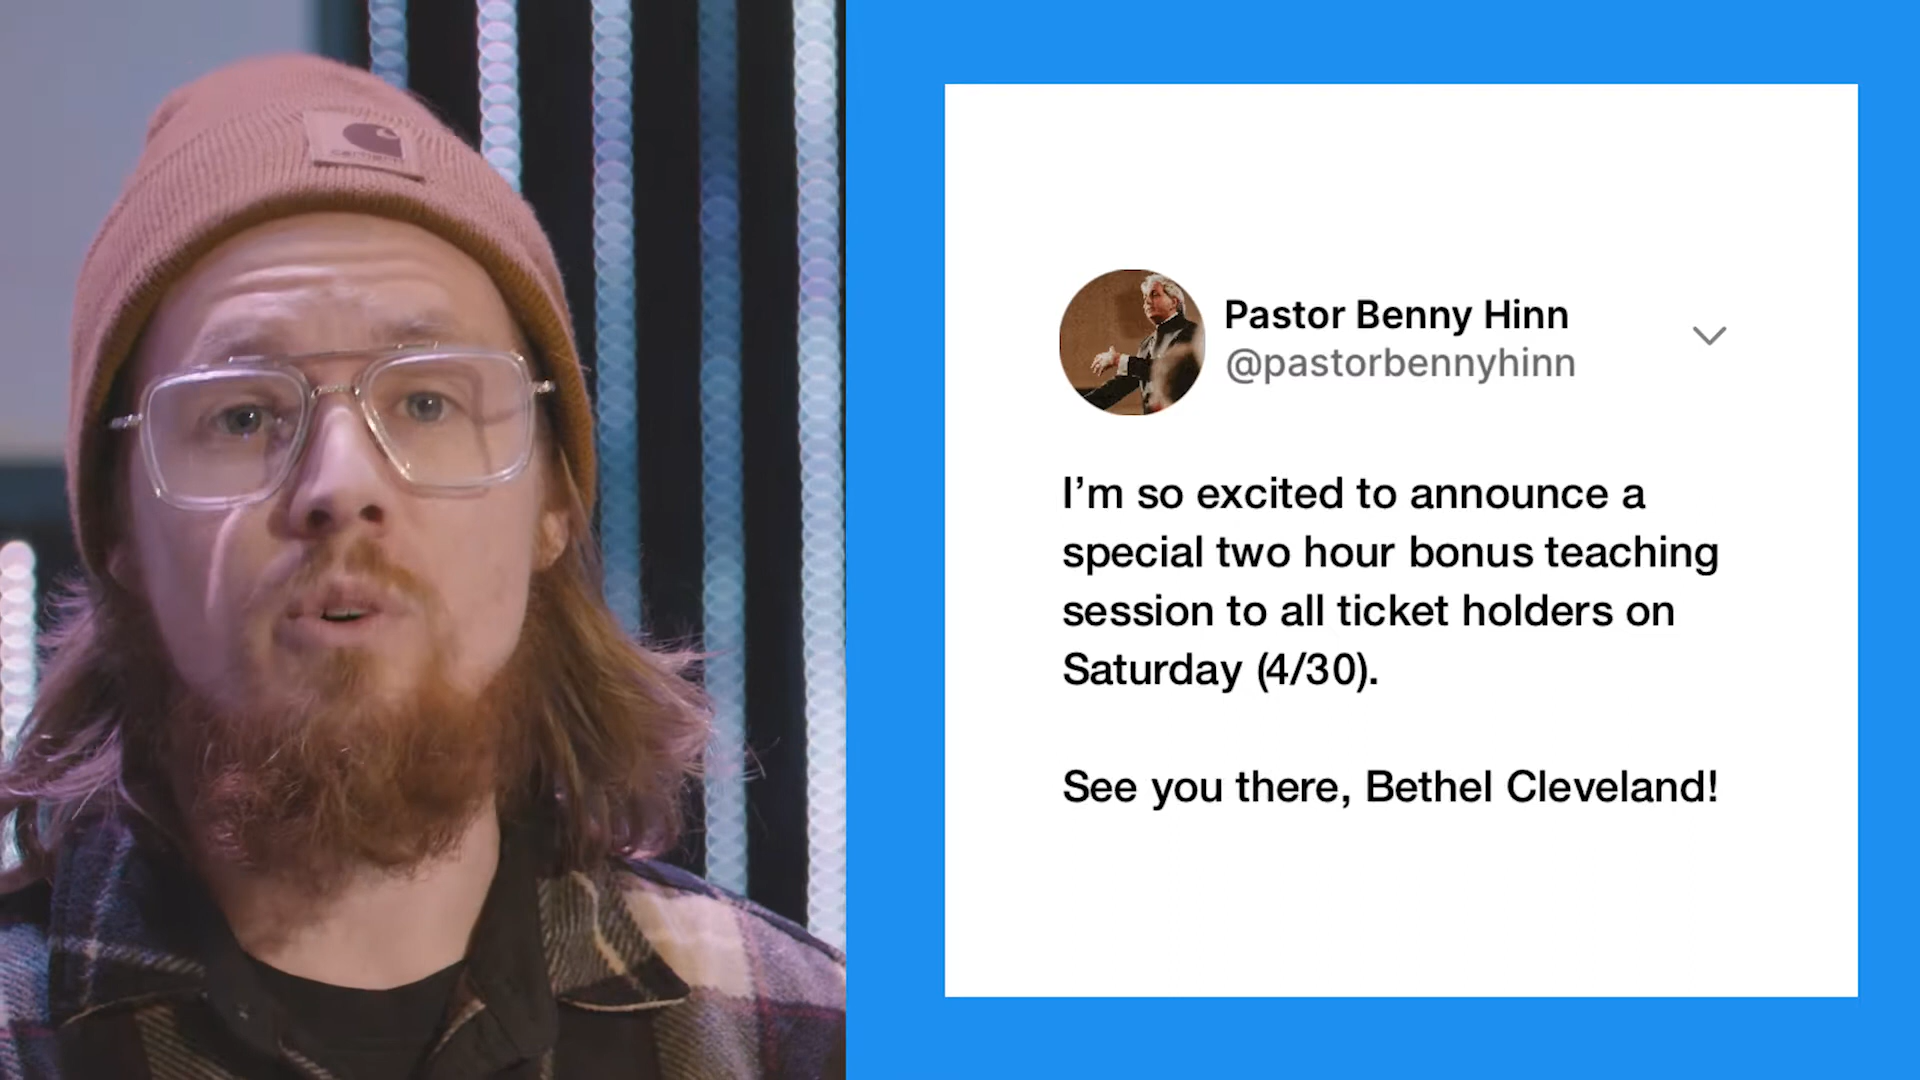 carhartt
Pastor Benny Hinn
@pastorbennyhinn
I’m so excited to announce a
special two hour bonus teaching
session to all ticket holders on
Saturday (4/30).
See you there, Bethel Cleveland!